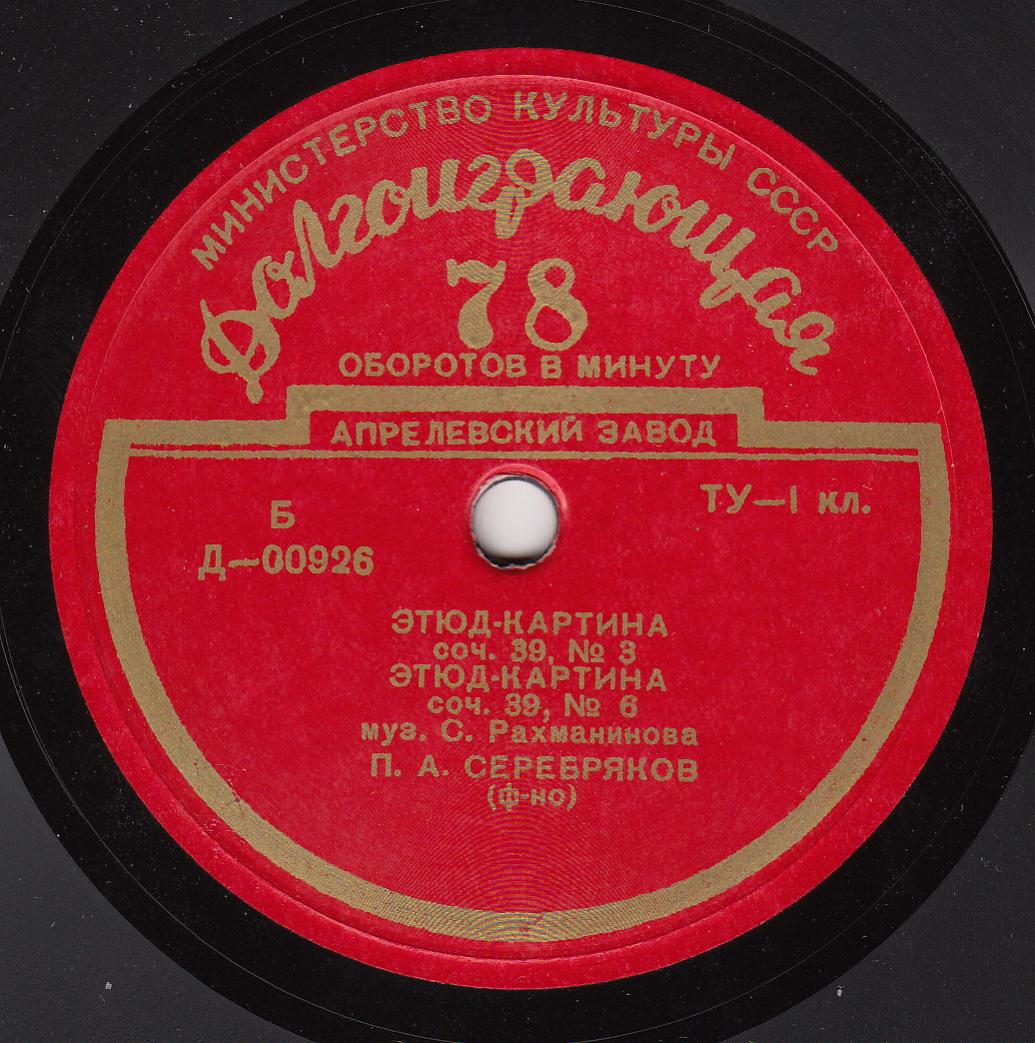 МИНИСТЕРСТВО КУЛЬТУРЫ СССР
Долгоиграющая
78
ОБОРОТОВ В МИНУТУ
АПРЕЛЕВСКИЙ ЗАВОД
ТУ—I кл.
Б
Д—00926
ЭТЮД-КАРТИНА
соч. 39, № 3
ЭТЮД-КАРТИНА
соч. 39, № 6
муз. С. Рахманинова
П. А. СЕРЕБРЯКОВ
(ф-но)